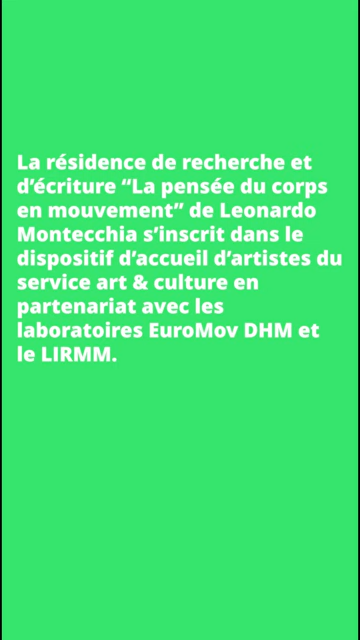 La résidence de recherche et
d’écriture “La pensée du corps
en mouvement” de Leonardo
Montecchia s’inscrit dans le
dispositif d’accueil d’artistes du
service art & culture en
partenariat avec les
laboratoires EuroMov DHM et
le LIRMM.